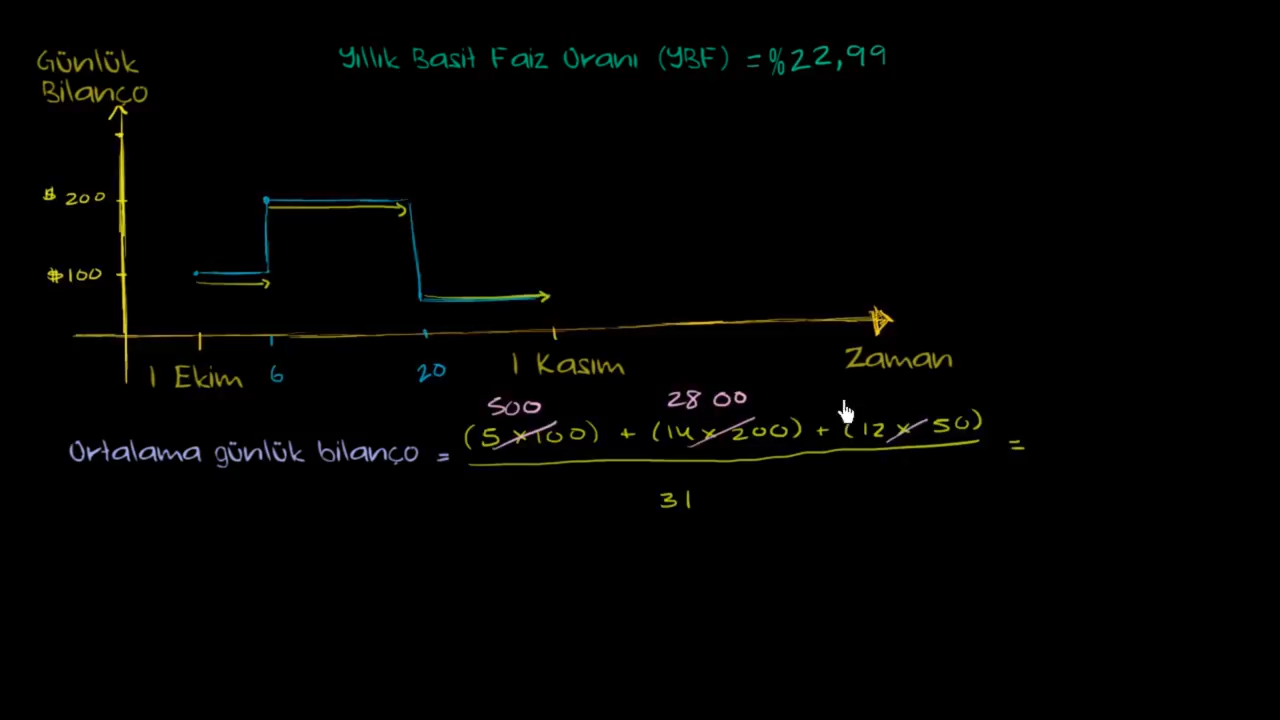 Günlük
Bilanço
Yıllık Basit Faiz Oranı (YBF) = %22,99
$ 200
$100
1 Ekim 6 20 1 Kasım Zaman
500 2800
Ortalama günlük bilanço = (5 x 100) + (14 x 200) + (12 x 50) =
31